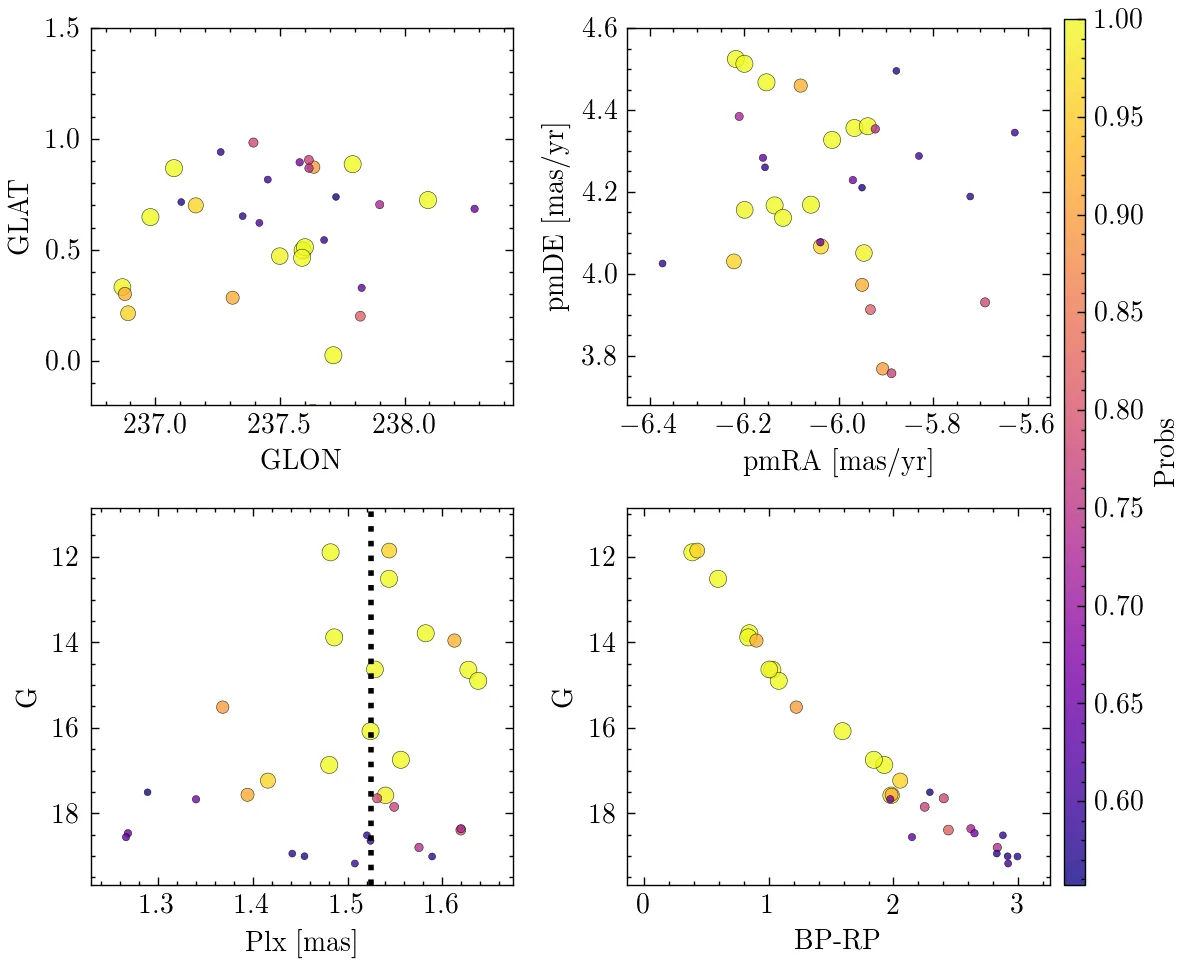 1.5
1.0
0.5
0.0
GLAT
237.0 237.5 238.0
GLON
4.6
4.4
4.2
4.0
3.8
pmDE [mas/yr]
−6.4 −6.2 −6.0 −5.8 −5.6
pmRA [mas/yr]
1.00
0.95
0.90
0.85
0.80
0.75
0.70
0.65
0.60
Probs
12
14
16
18
G
1.3 1.4 1.5 1.6
Plx [mas]
12
14
16
18
G
0 1 2 3
BP-RP